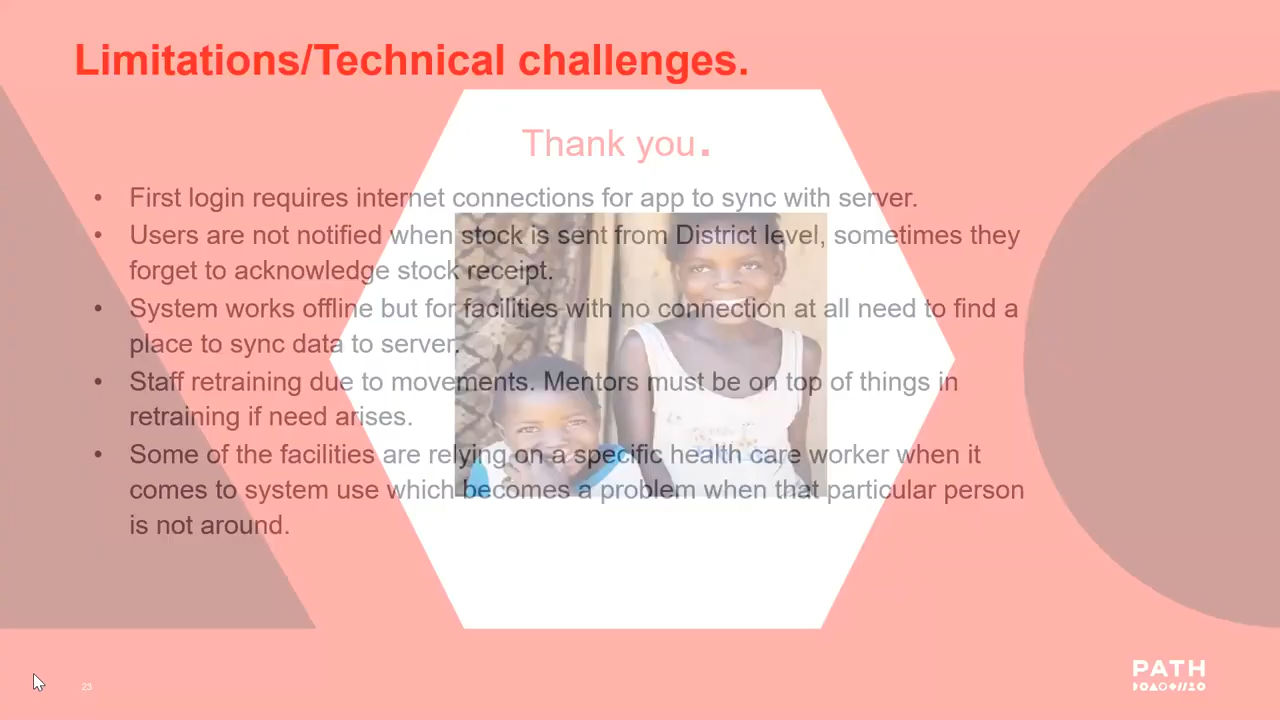 Limitations/Technical challenges.
Thank you.
• First login requires internet connections for app to sync with server.
• Users are not notified when stock is sent from District level, sometimes they
forget to acknowledge stock receipt.
• System works offline but for facilities with no connection at all need to find a
place to sync data to server.
• Staff retraining due to movements. Mentors must be on top of things in
retraining if need arises.
• Some of the facilities are relying on a specific health care worker when it
comes to system use which becomes a problem when that particular person
is not around.
23
PATH